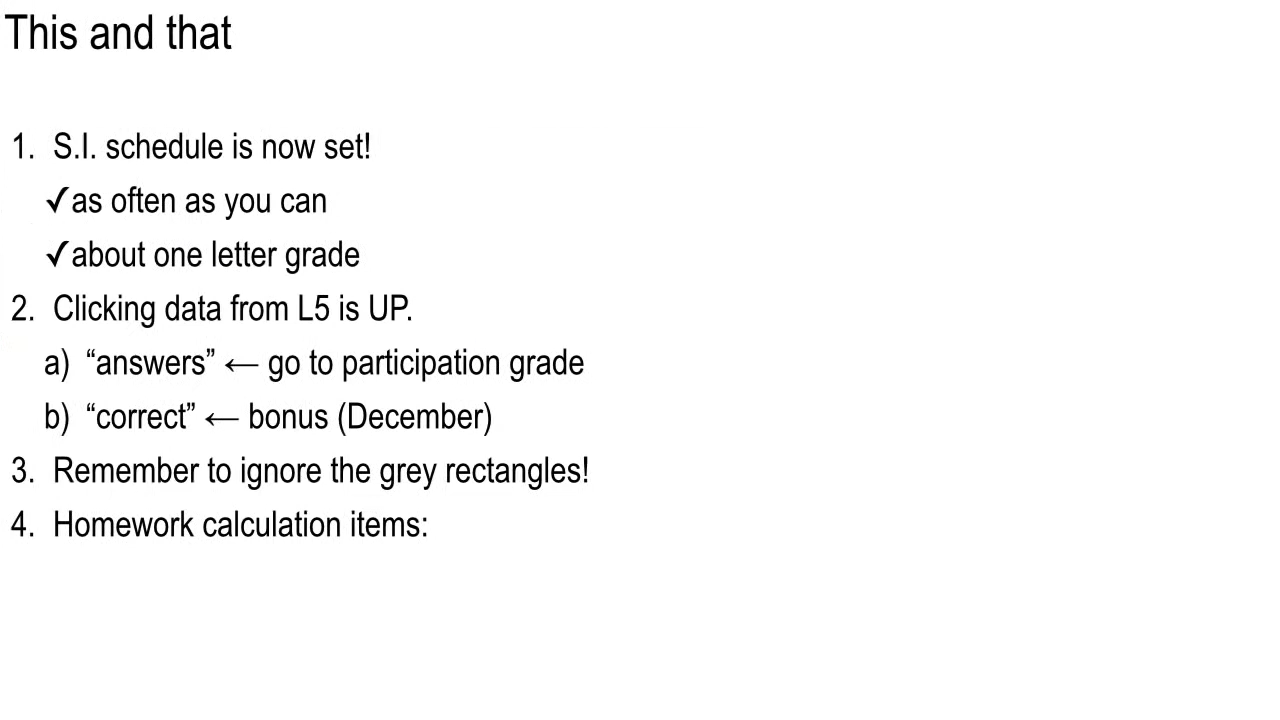 This and that
1. S.I. schedule is now set!
✓as often as you can
✓about one letter grade
2. Clicking data from L5 is UP.
a) “answers” ← go to participation grade
b) “correct” ← bonus (December)
3. Remember to ignore the grey rectangles!
4. Homework calculation items: